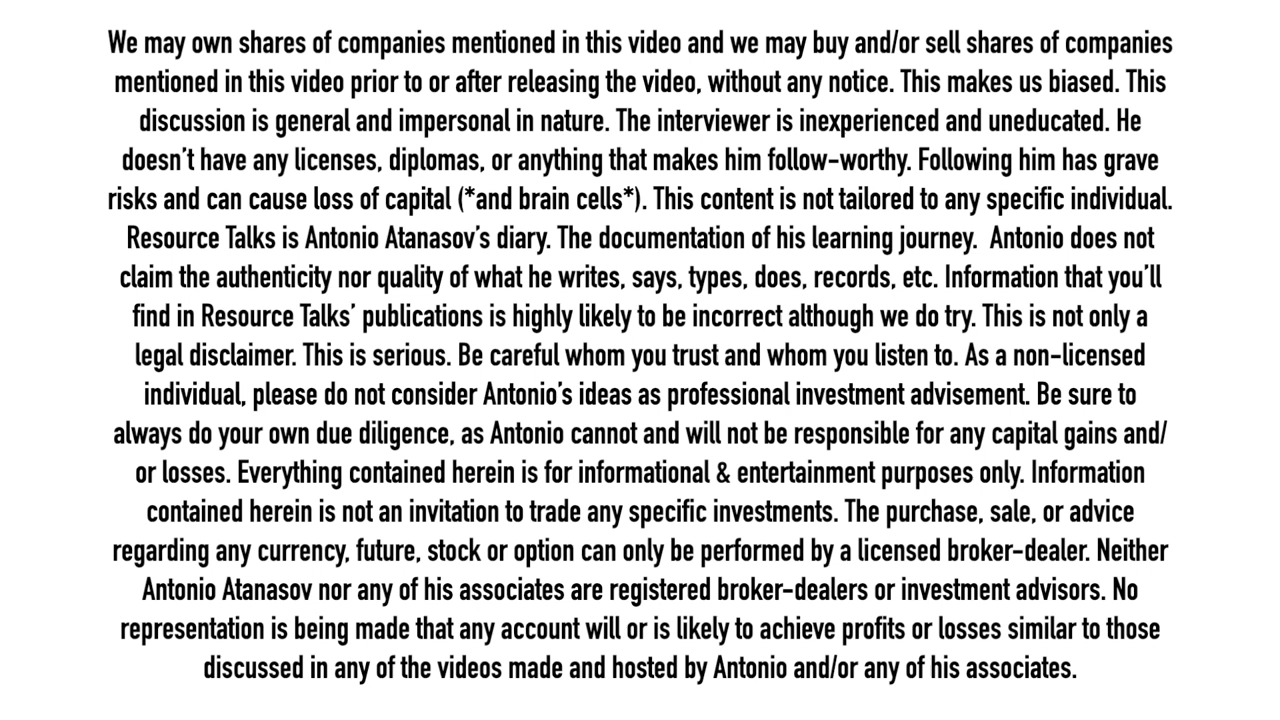 We may own shares of companies mentioned in this video and we may buy and/or sell shares of companies
mentioned in this video prior to or after releasing the video, without any notice. This makes us biased. This
discussion is general and impersonal in nature. The interviewer is inexperienced and uneducated. He
doesn't have any licenses, diplomas, or anything that makes him follow-worthy. Following him has grave
risks and can cause loss of capital (*and brain cells*). This content is not tailored to any specific individual.
Resource Talks is Antonio Atanasov's diary. The documentation of his learning journey.  Antonio does not
claim the authenticity nor quality of what he writes, says, types, does, records, etc. Information that you'll
find in Resource Talks' publications is highly likely to be incorrect although we do try. This is not only a
legal disclaimer. This is serious. Be careful whom you trust and whom you listen to. As a non-licensed
individual, please do not consider Antonio's ideas as professional investment advisement. Be sure to
always do your own due diligence, as Antonio cannot and will not be responsible for any capital gains and/
or losses. Everything contained herein is for informational & entertainment purposes only. Information
contained herein is not an invitation to trade any specific investments. The purchase, sale, or advice
regarding any currency, future, stock or option can only be performed by a licensed broker-dealer. Neither
Antonio Atanasov nor any of his associates are registered broker-dealers or investment advisors. No
representation is being made that any account will or is likely to achieve profits or losses similar to those
discussed in any of the videos made and hosted by Antonio and/or any of his associates.